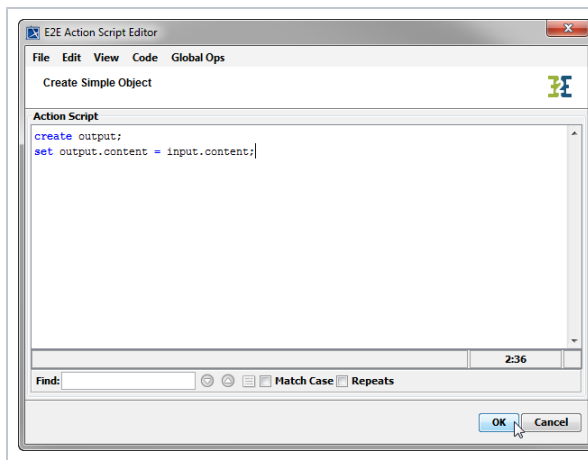 E2E Action Script Editor
File Edit View Code Global Ops
Create Simple Object
Action Script
create output;
set output.content = input.content;
2:36
Find: Match Case Repeats
OK Cancel